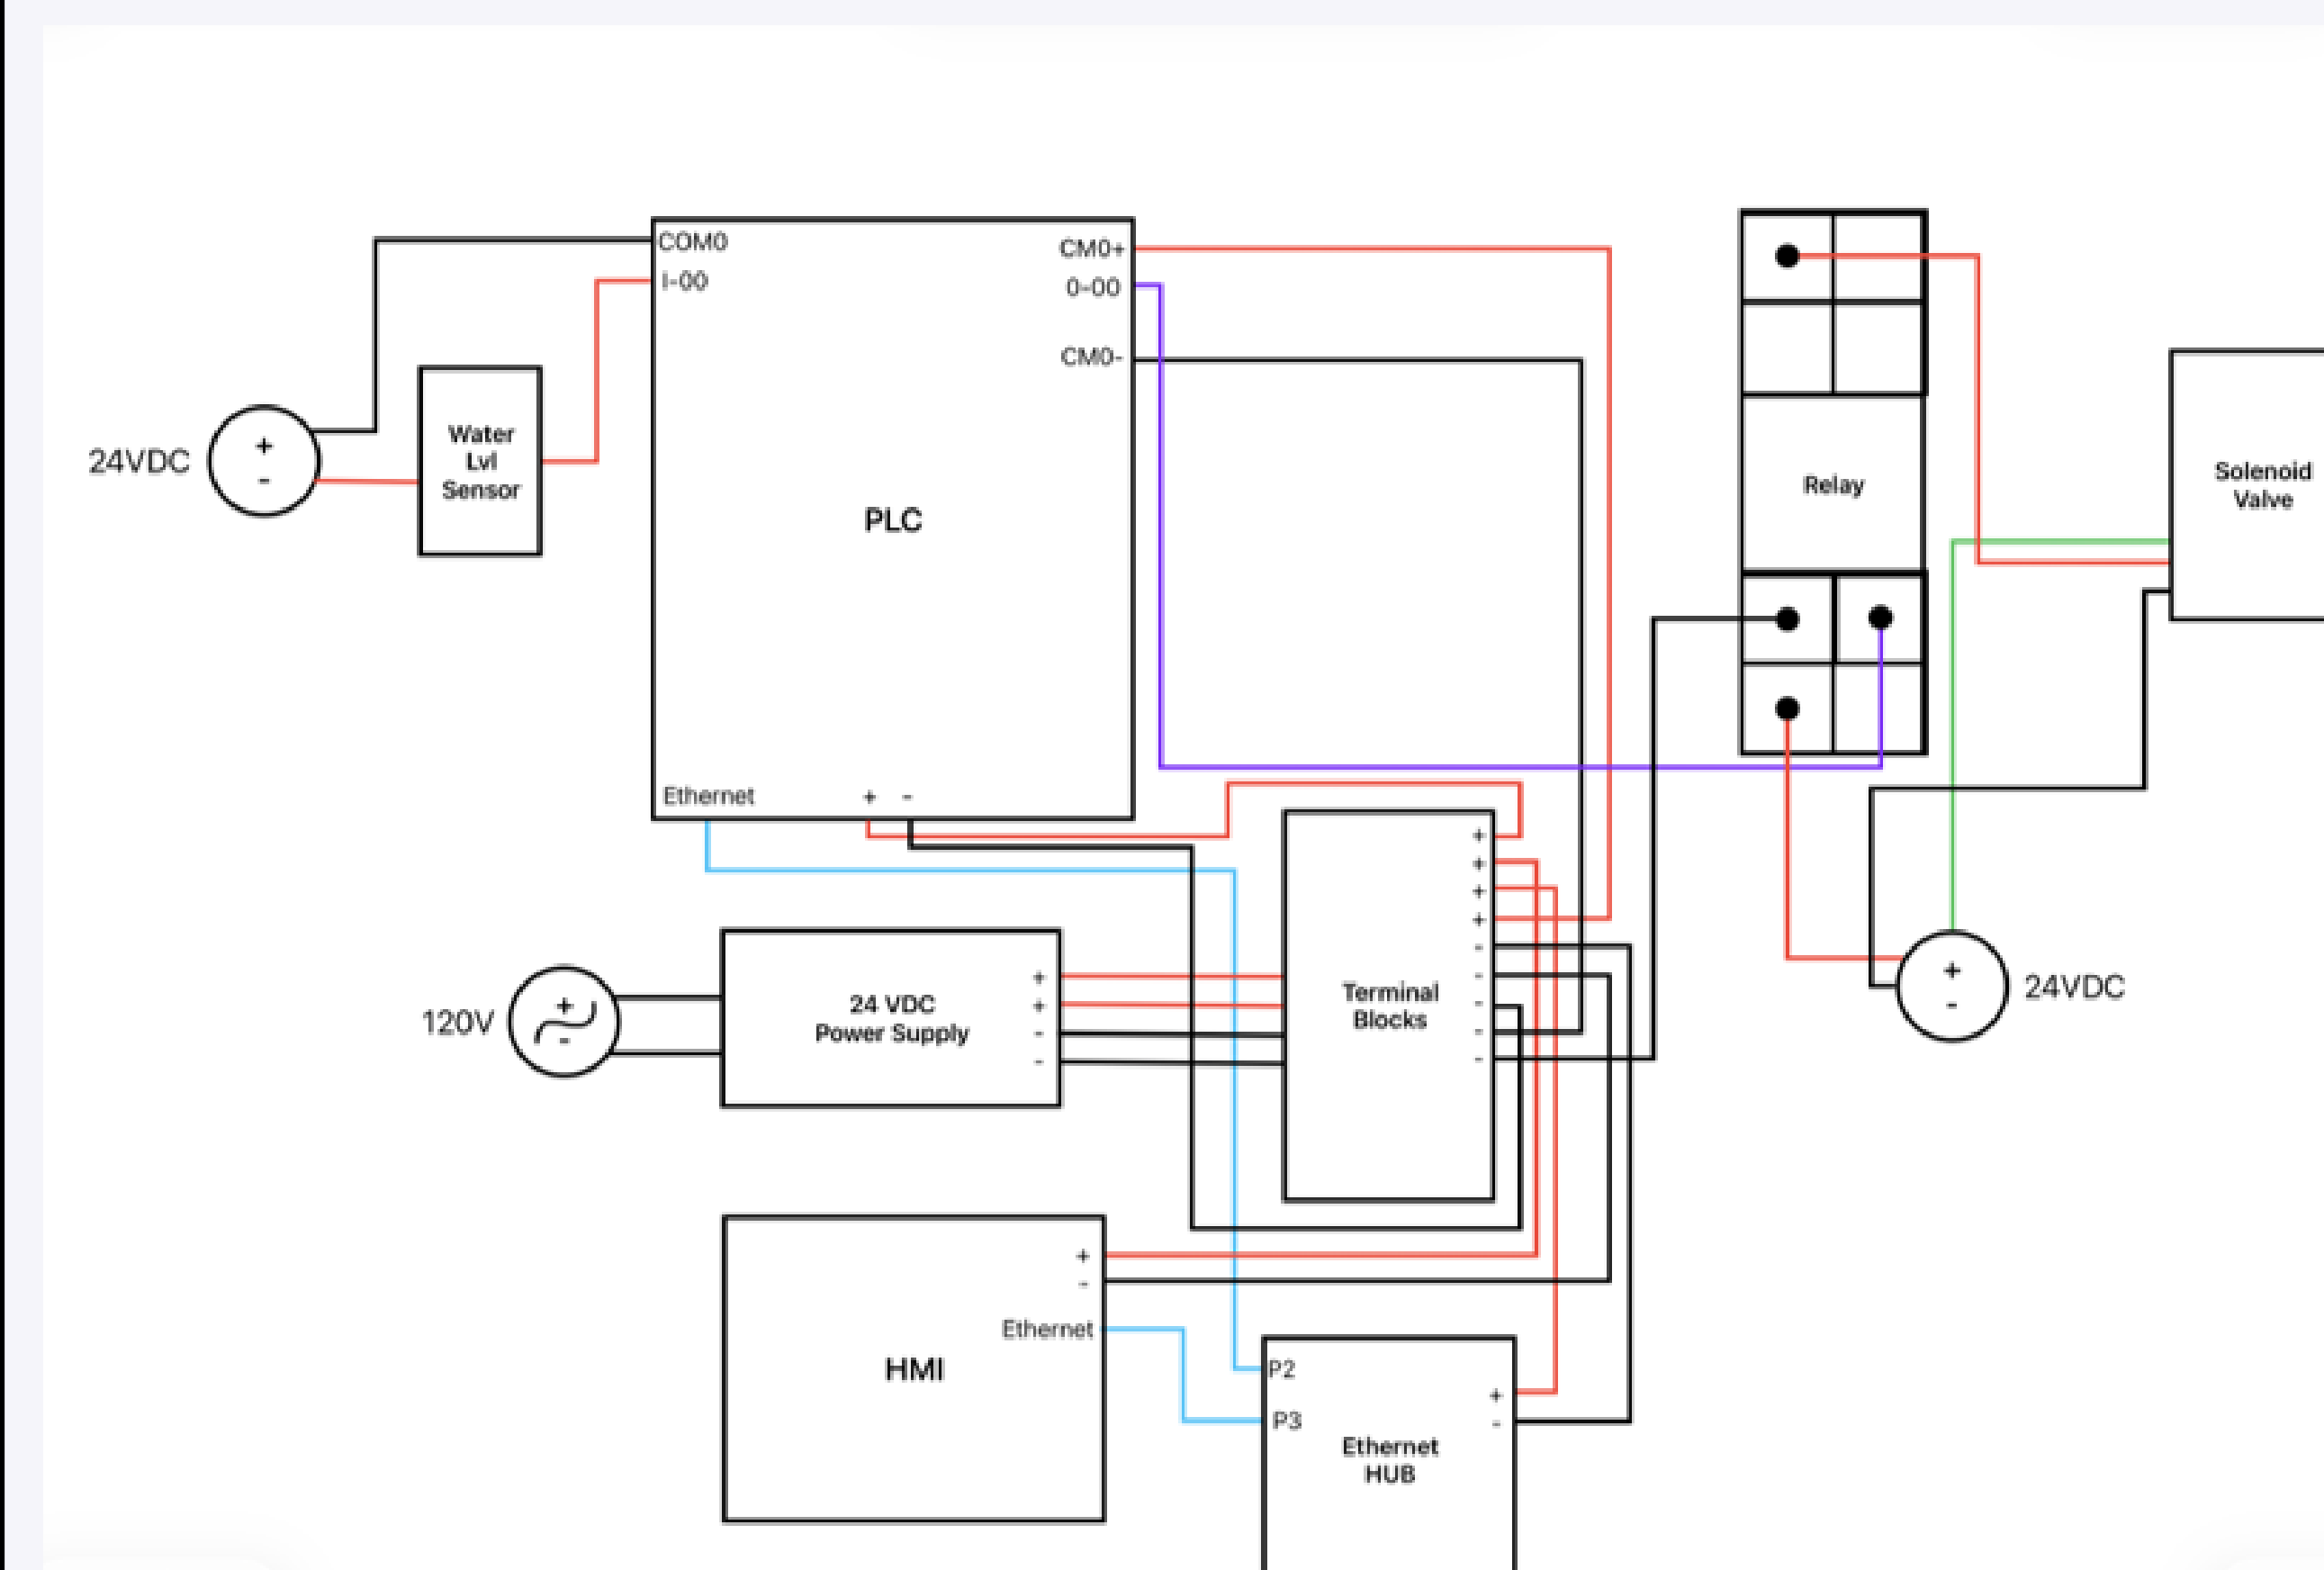 COM0
I-00
CM0+
0-00
CM0-
24VDC
+
-
Water
Lvl
Sensor
PLC
Relay
Solenoid
Valve
Ethernet
+ -
+
+
+
+
-
-
-
-
-
Terminal
Blocks
120V
+
-
24 VDC
Power Supply
+
+
-
-
+
-
24VDC
HMI
+
-
Ethernet
P2
P3
+
-
Ethernet
HUB